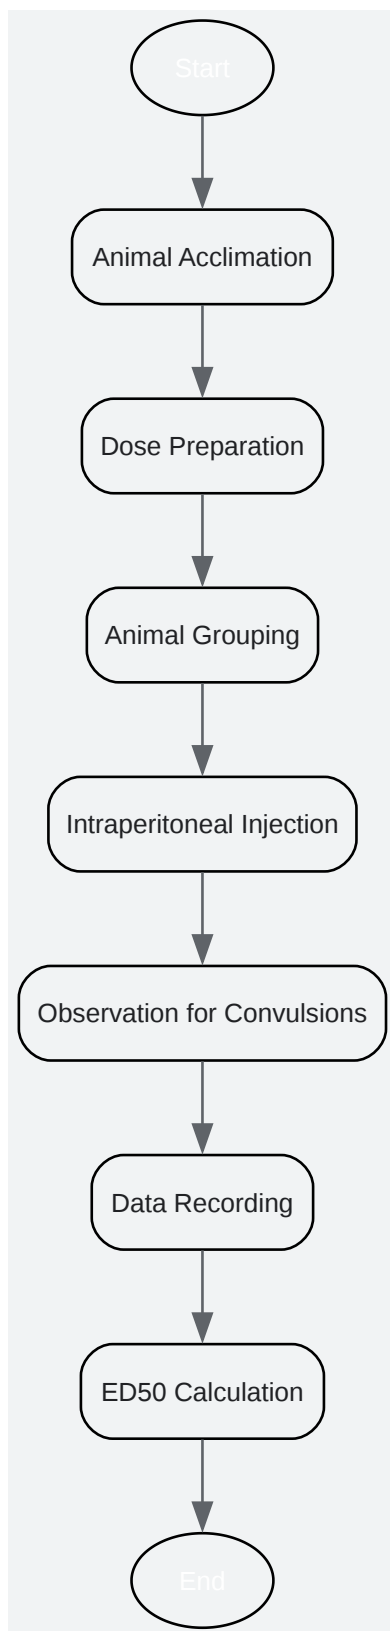 Start
Animal Acclimation
Dose Preparation
Animal Grouping
Intraperitoneal Injection
Observation for Convulsions
Data Recording
ED50 Calculation
End